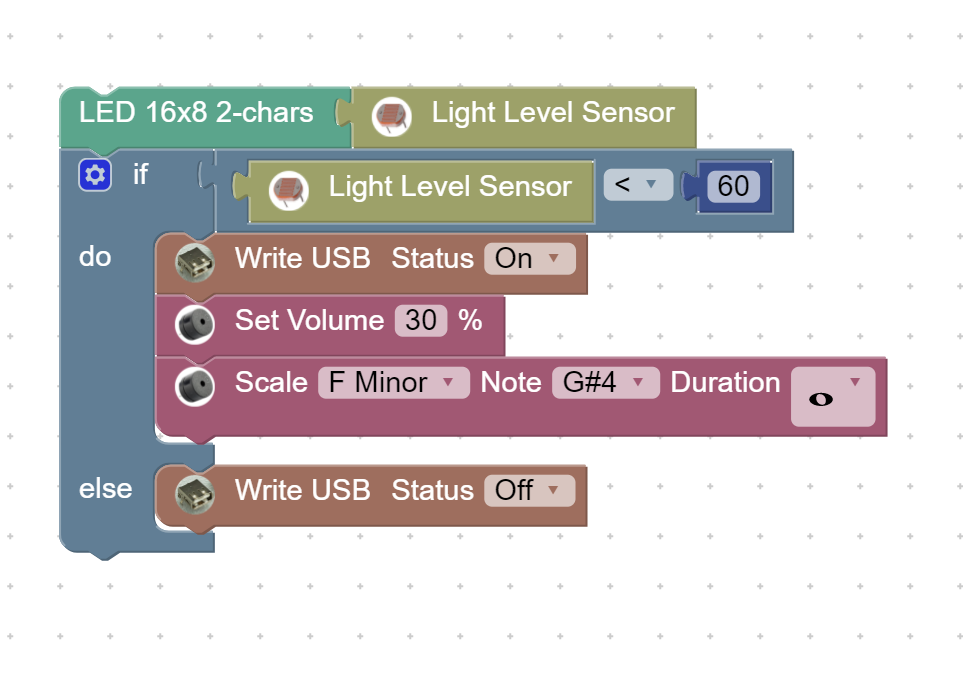 LED 16x8 2-chars Light Level Sensor
if Light Level Sensor < 60
do Write USB Status On
Set Volume 30 %
Scale F Minor Note G#4 Duration
else Write USB Status Off